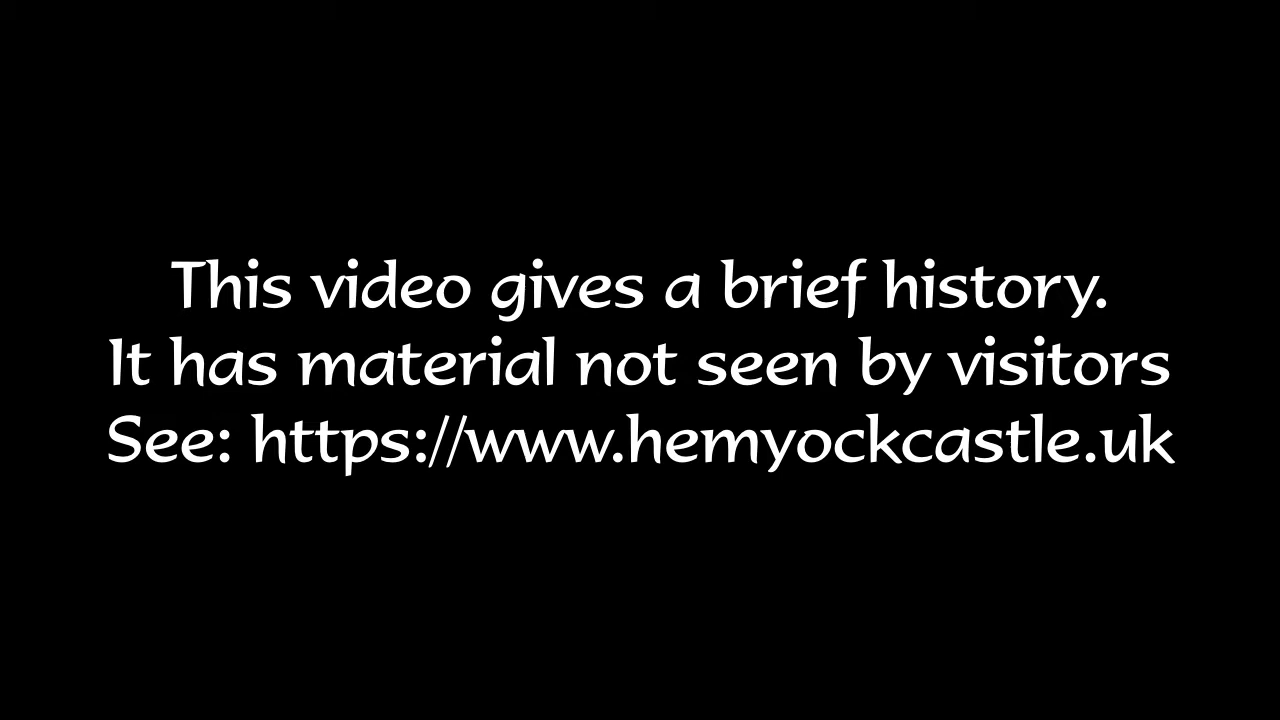 This video gives a brief history.
It has material not seen by visitors
See: https://www.hemyockcastle.uk